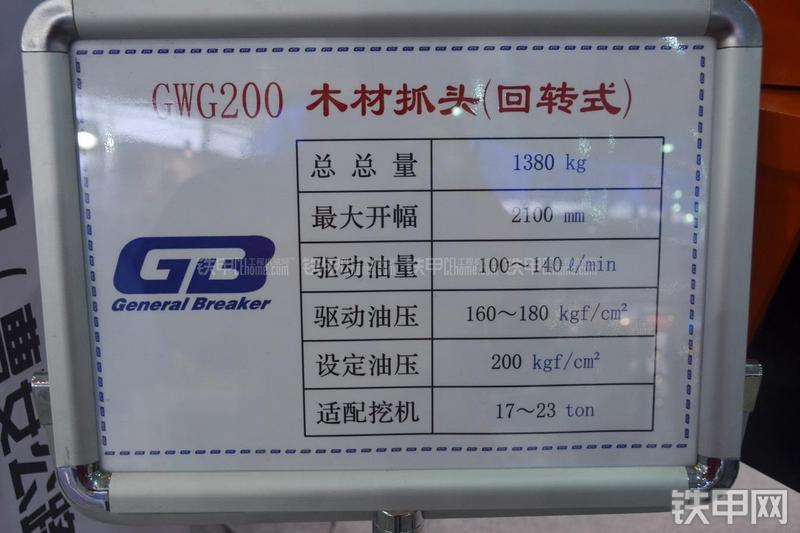 GWG200 木材抓头(回转式)
总总量 1380 kg
最大开幅 2100 mm
驱动油量 100～140ℓ/min
驱动油压 160～180 kgf/cm²
设定油压 200 kgf/cm²
适配挖机 17～23 ton
GB
General Breaker
铁甲网